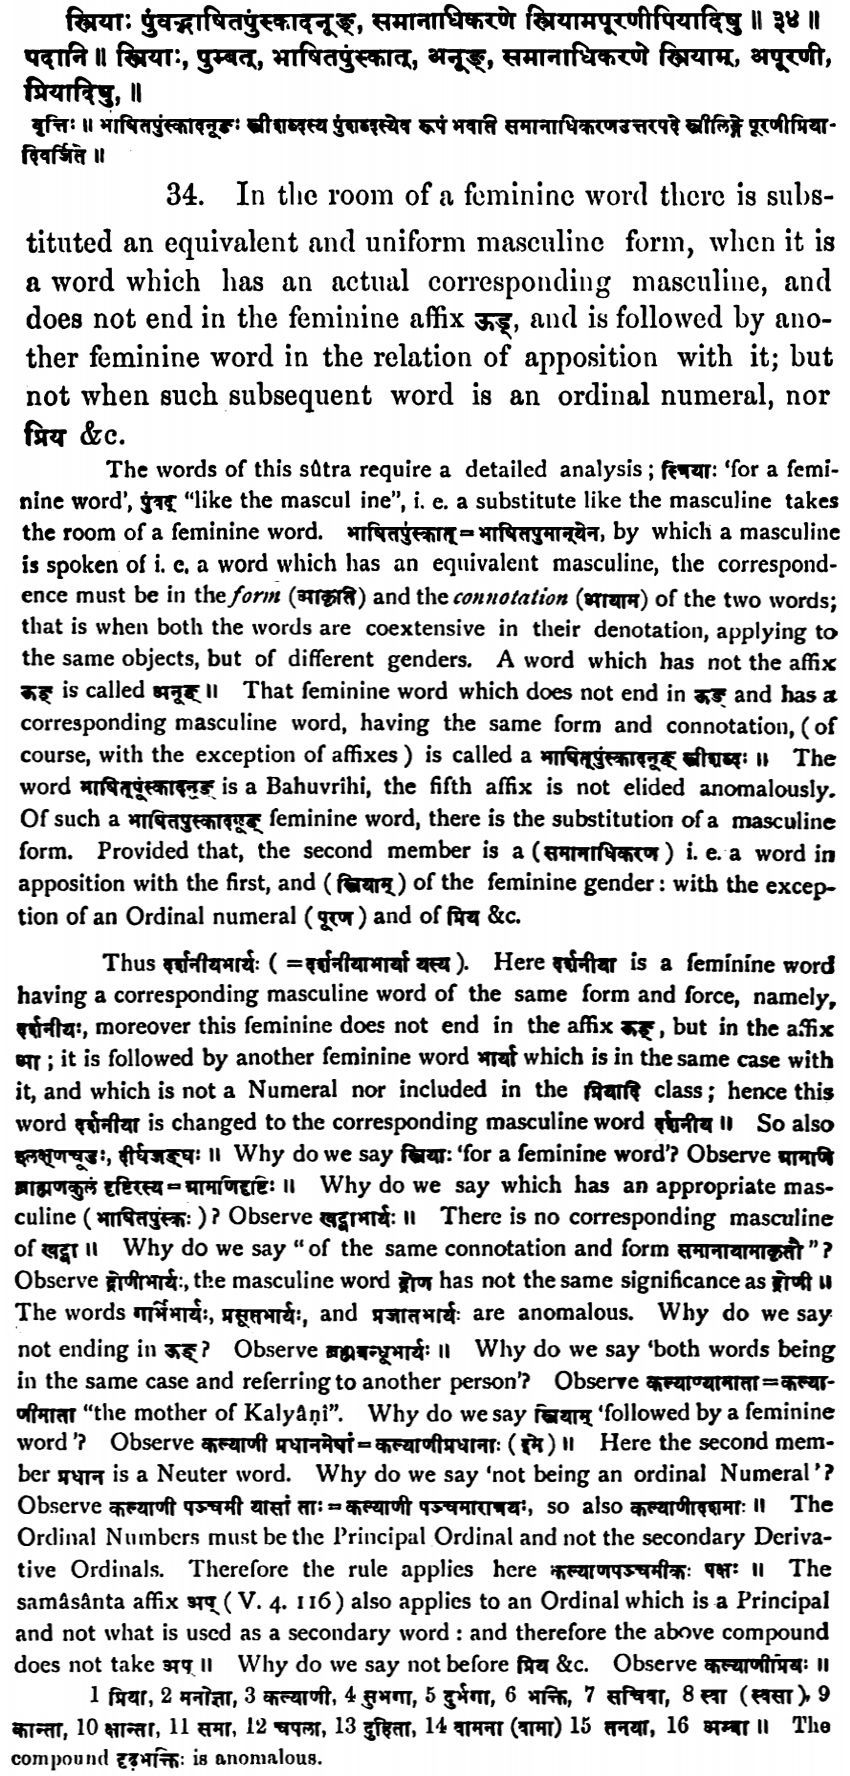 स्त्रियाः पुंवद्भाषितपुंस्कादनूङ्, समानाधिकरणे स्त्रियामपूरणीपियादिषु ॥ ३४ ॥
पदानि ॥ स्त्रियाः, पुम्वत्, भाषितपुंस्कात्, अनूङ्, समानाधिकरणे स्त्रियाम्, अपूरणी,
प्रियादिषु, ॥
वृत्तिः ॥ भाषितपुंस्कादनूङः स्त्रीशब्दस्य पुंशब्दस्येव रूपं भवति समानाधिकरणउत्तरपदे स्त्रीलिङ्गे पूरणीप्रिया-
दिवर्जिते ॥
34. In the room of a feminine word there is subs-
tituted an equivalent and uniform masculine form, when it is
a word which has an actual corresponding masculine, and
does not end in the feminine affix ऊङ्, and is followed by ano-
ther feminine word in the relation of apposition with it; but
not when such subsequent word is an ordinal numeral, nor
प्रिय &c.
The words of this sûtra require a detailed analysis; स्त्रियाः 'for a femi-
nine word', पुंवद् "like the mascul ine", i. e. a substitute like the masculine takes
the room of a feminine word. भाषितपुंस्कात्=भाषितपुमान्येन, by which a masculine
is spoken of i. e. a word which has an equivalent masculine, the correspond-
ence must be in the form (आकृति) and the connotation (आयाम) of the two words;
that is when both the words are coextensive in their denotation, applying to
the same objects, but of different genders. A word which has not the affix
ऊङ् is called अनूङ् ॥ That feminine word which does not end in ऊङ् and has a
corresponding masculine word, having the same form and connotation, (of
course, with the exception of affixes) is called a भाषितपुंस्कादनूङ् स्त्रीशब्दः ॥ The
word भाषितपुंस्कादनूङ् is a Bahuvrîhi, the fifth affix is not elided anomalously.
Of such a भाषितपुंस्कादनूङ् feminine word, there is the substitution of a masculine
form. Provided that, the second member is a (समानाधिकरण) i. e. a word in
apposition with the first, and (स्त्रियाम्) of the feminine gender: with the excep-
tion of an Ordinal numeral (पूरण) and of प्रिय &c.
Thus दर्शनीयभार्यः (=दर्शनीयाभार्या यस्य). Here दर्शनीया is a feminine word
having a corresponding masculine word of the same form and force, namely,
दर्शनीयः, moreover this feminine does not end in the affix ऊङ्, but in the affix
आ; it is followed by another feminine word भार्या which is in the same case with
it, and which is not a Numeral nor included in the प्रियादि class; hence this
word दर्शनीया is changed to the corresponding masculine word दर्शनीय ॥ So also
श्लक्ष्णचूडः, दीर्घजङ्घः ॥ Why do we say स्त्रियाः 'for a feminine word'? Observe ग्रामणि
ब्राह्मणकुलं दृष्टिरस्य=ग्रामणिदृष्टिः ॥ Why do we say which has an appropriate mas-
culine (भाषितपुंस्कः)? Observe खट्वाभार्यः ॥ There is no corresponding masculine
of खट्वा ॥ Why do we say "of the same connotation and form समानायामाकृतौ"?
Observe द्रोणीभार्यः, the masculine word द्रोण has not the same significance as द्रोणी ॥
The words गार्भिभार्यः, प्रसूतभार्यः, and प्रजातभार्यः are anomalous. Why do we say
not ending in ऊङ्? Observe ब्रह्मबन्धूभार्यः ॥ Why do we say 'both words being
in the same case and referring to another person'? Observe कल्याण्यामाता=कल्या-
णीमाता "the mother of Kalyâṇî". Why do we say स्त्रियाम् 'followed by a feminine
word'? Observe कल्याणी प्रधानमेषां=कल्याणीप्रधानाः (इमे) ॥ Here the second mem-
ber प्रधान is a Neuter word. Why do we say 'not being an ordinal Numeral'?
Observe कल्याणी पञ्चमी यासां ताः=कल्याणी पञ्चमारात्रयः, so also कल्याणीदशमाः ॥ The
Ordinal Numbers must be the Principal Ordinal and not the secondary Deriva-
tive Ordinals. Therefore the rule applies here कल्याणपञ्चमीकः पक्षः ॥ The
samâsânta affix अप् (V. 4. 116) also applies to an Ordinal which is a Principal
and not what is used as a secondary word: and therefore the above compound
does not take अप् ॥ Why do we say not before प्रिय &c. Observe कल्याणीप्रियः ॥
1 प्रिया, 2 मनोज्ञा, 3 कल्याणी, 4 सुभगा, 5 दुर्भगा, 6 भक्ति, 7 सचिवा, 8 स्वा (स्वसा), 9
कान्ता, 10 क्षान्ता, 11 समा, 12 चपला, 13 दुहिता, 14 वामना (वामा) 15 तनया, 16 अम्बा ॥ The
compound दृढभक्तिः is anomalous.